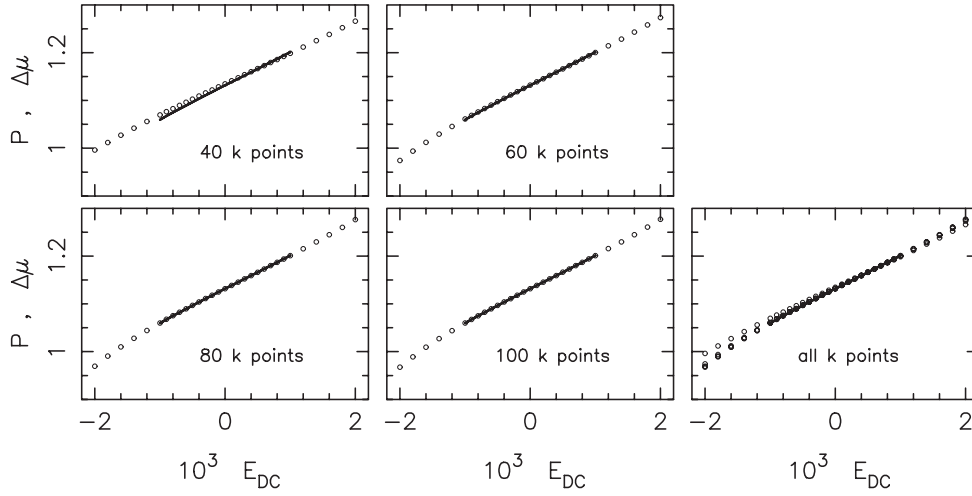 P , Δμ
1.2
1
40 k points
60 k points
P , Δμ
1.2
1
80 k points
100 k points
all k points
−2 0 2
−2 0 2
−2 0 2
10³ E_DC
10³ E_DC
10³ E_DC